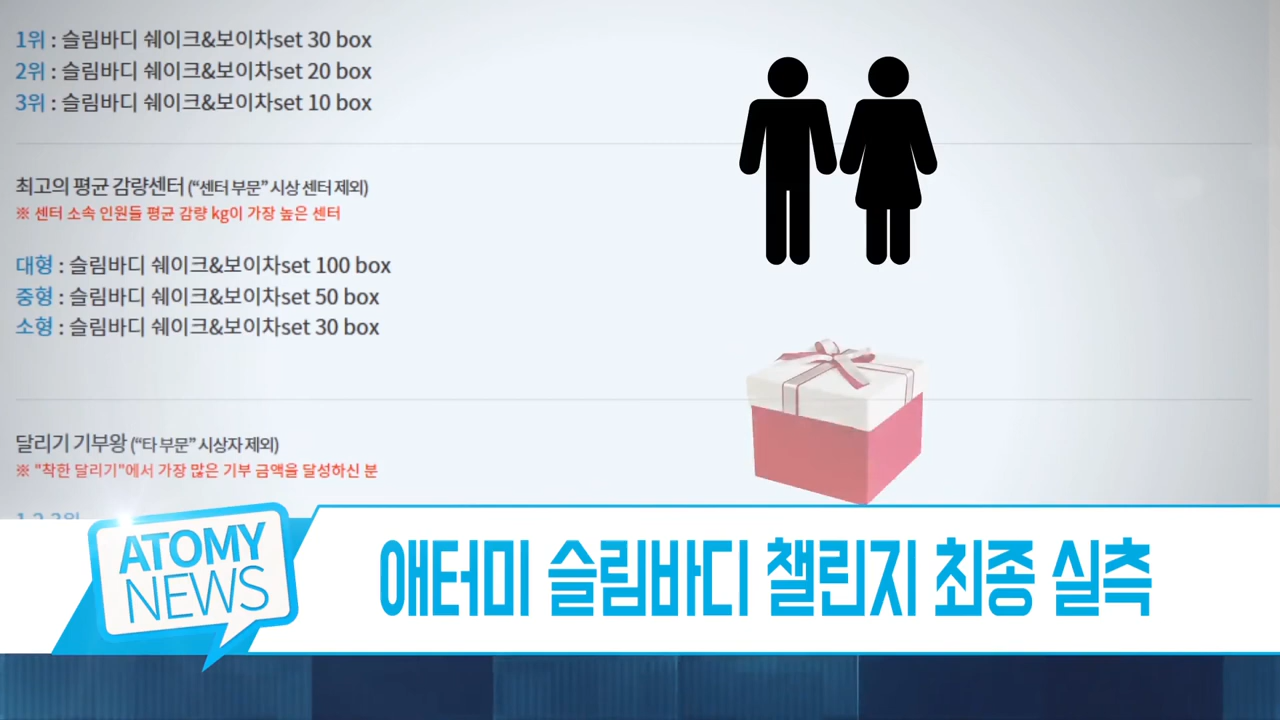 1위 : 슬림바디 쉐이크&보이차set 30 box
2위 : 슬림바디 쉐이크&보이차set 20 box
3위 : 슬림바디 쉐이크&보이차set 10 box
최고의 평균 감량센터 (“센터 부문” 시상 센터 제외)
※ 센터 소속 인원들 평균 감량 kg이 가장 높은 센터
대형 : 슬림바디 쉐이크&보이차set 100 box
중형 : 슬림바디 쉐이크&보이차set 50 box
소형 : 슬림바디 쉐이크&보이차set 30 box
달리기 기부왕 (“타 부문” 시상자 제외)
※ "착한 달리기"에서 가장 많은 기부 금액을 달성하신 분
ATOMY
NEWS
애터미 슬림바디 챌린지 최종 실측